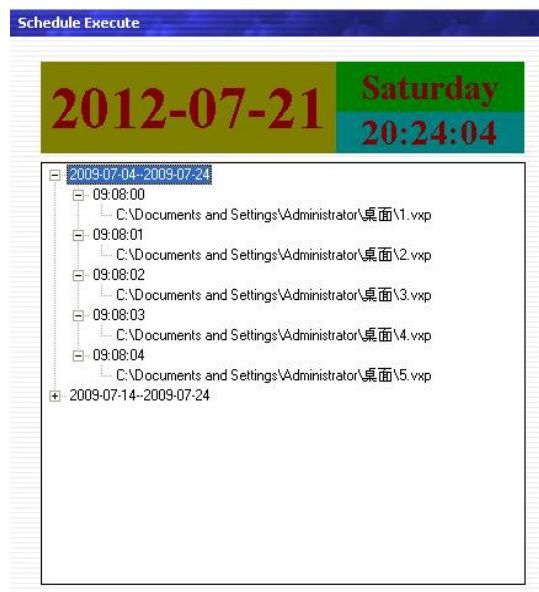 Schedule Execute
2012-07-21
Saturday
20:24:04
2009-07-04--2009-07-24
09:08:00
C:\Documents and Settings\Administrator\桌面\1.vxp
09:08:01
C:\Documents and Settings\Administrator\桌面\2.vxp
09:08:02
C:\Documents and Settings\Administrator\桌面\3.vxp
09:08:03
C:\Documents and Settings\Administrator\桌面\4.vxp
09:08:04
C:\Documents and Settings\Administrator\桌面\5.vxp
2009-07-14--2009-07-24